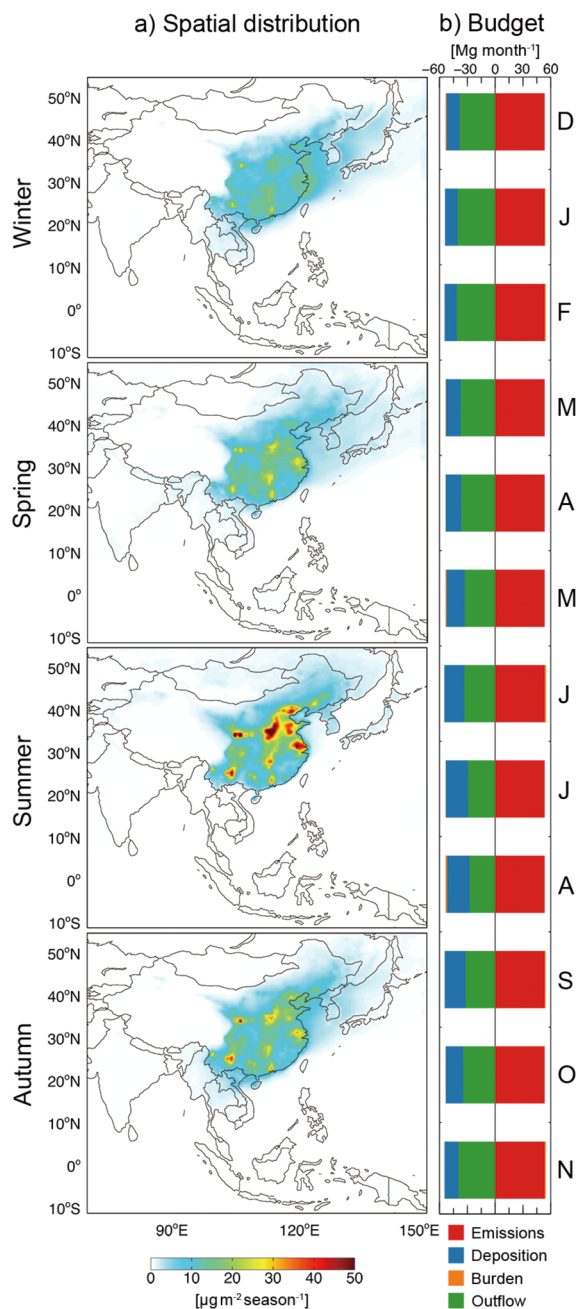 a) Spatial distribution
b) Budget
[Mg month⁻¹]
−60 −30 0 30 60
Winter
50°N
40°N
30°N
20°N
10°N
0°
10°S
Spring
50°N
40°N
30°N
20°N
10°N
0°
10°S
Summer
50°N
40°N
30°N
20°N
10°N
0°
10°S
Autumn
50°N
40°N
30°N
20°N
10°N
0°
10°S
90°E 120°E 150°E
D
J
F
M
A
M
J
J
A
S
O
N
0 10 20 30 40 50
[µg m⁻² season⁻¹]
Emissions
Deposition
Burden
Outflow